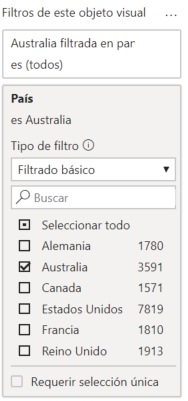 Filtros de este objeto visual ...
Australia filtrada en par
es (todos)
País
es Australia
Tipo de filtro
Filtrado básico
Buscar
Seleccionar todo
Alemania 1780
Australia 3591
Canada 1571
Estados Unidos 7819
Francia 1810
Reino Unido 1913
Requerir selección única